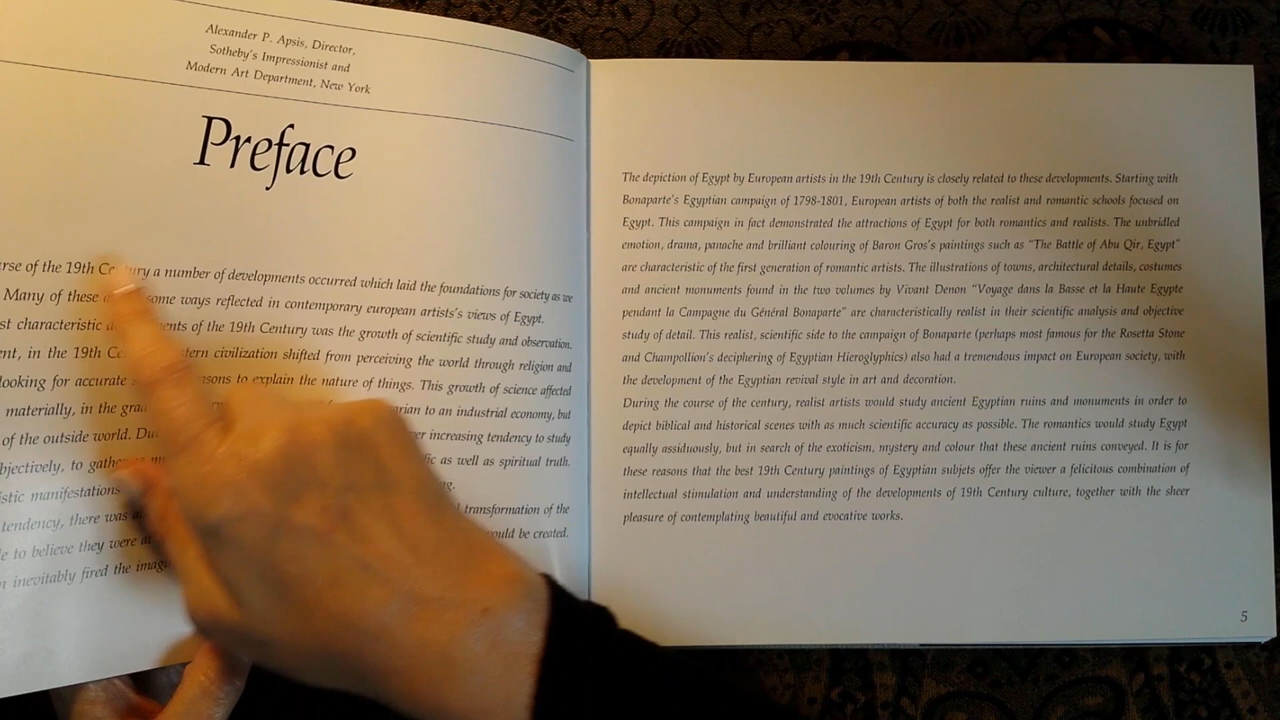 Alexander P. Apsis, Director,
Sotheby's Impressionist and
Modern Art Department, New York
Preface
of the 19th Century a number of developments occurred which laid the foundations for society as we
Many of these some ways reflected in contemporary european artists's views of Egypt.
characteristic of the 19th Century was the growth of scientific study and observation.
in the 19th civilization shifted from perceiving the world through religion and
looking for accurate to explain the nature of things. This growth of science affected
materially, in the to an industrial economy, but
of the outside world. increasing tendency to study
to as well as spiritual truth.
manifestations
tendency, there was transformation of the
to believe they were would be created.
inevitably fired the
The depiction of Egypt by European artists in the 19th Century is closely related to these developments. Starting with
Bonaparte's Egyptian campaign of 1798-1801, European artists of both the realist and romantic schools focused on
Egypt. This campaign in fact demonstrated the attractions of Egypt for both romantics and realists. The unbridled
emotion, drama, panache and brilliant colouring of Baron Gros's paintings such as "The Battle of Abu Qir, Egypt"
are characteristic of the first generation of romantic artists. The illustrations of towns, architectural details, costumes
and ancient monuments found in the two volumes by Vivant Denon "Voyage dans la Basse et la Haute Egypte
pendant la Campagne du Général Bonaparte" are characteristically realist in their scientific analysis and objective
study of detail. This realist, scientific side to the campaign of Bonaparte (perhaps most famous for the Rosetta Stone
and Champollion's deciphering of Egyptian Hieroglyphics) also had a tremendous impact on European society, with
the development of the Egyptian revival style in art and decoration.
During the course of the century, realist artists would study ancient Egyptian ruins and monuments in order to
depict biblical and historical scenes with as much scientific accuracy as possible. The romantics would study Egypt
equally assiduously, but in search of the exoticism, mystery and colour that these ancient ruins conveyed. It is for
these reasons that the best 19th Century paintings of Egyptian subjects offer the viewer a felicitous combination of
intellectual stimulation and understanding of the developments of 19th Century culture, together with the sheer
pleasure of contemplating beautiful and evocative works.
5